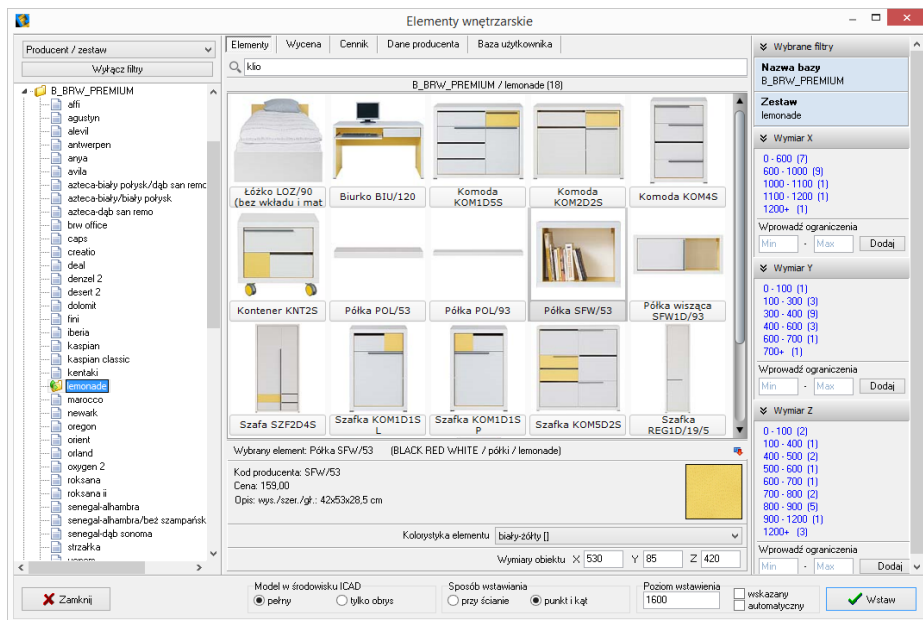 Elementy wnętrzarskie
Producent / zestaw
Wyłącz filtry
B_BRW_PREMIUM
affi
agustyn
alevil
antwerpen
anya
avila
azteca-biały połysk/dąb san remc
azteca-biały/biały połysk
azteca-dąb san remo
brw office
caps
creatio
deal
denzel 2
desert 2
dolomit
fini
iberia
kaspian
kaspian classic
kentaki
lemonade
marocco
newark
oregon
orient
orland
oxygen 2
roksana
roksana ii
senegal-alhambra
senegal-alhambra/beż szampańsk
senegal-dąb sonoma
strzałka
Elementy Wycena Cennik Dane producenta Baza użytkownika
klio
B_BRW_PREMIUM / lemonade (18)
Łóżko LOZ/90
(bez wkładu i mat
Biurko BIU/120
Komoda
KOM1D5S
Komoda
KOM2D2S
Komoda KOM4S
Kontener KNT2S
Półka POL/53
Półka POL/93
Półka SFW/53
Półka wisząca
SFW1D/93
Szafa SZF2D4S
Szafka KOM1D1S
L
Szafka KOM1D1S
P
Szafka KOM5D2S
Szafka
REG1D/19/5
Wybrany element: Półka SFW/53 (BLACK RED WHITE / półki / lemonade)
Kod producenta: SFW/53
Cena: 159,00
Opis: wys./szer./gł.: 42x53x28,5 cm
Kolorystyka elementu biały-żółty []
Wymiary obiektu X 530 Y 85 Z 420
Wybrane filtry
Nazwa bazy
B_BRW_PREMIUM
Zestaw
lemonade
Wymiar X
0 - 600 (7)
600 - 1000 (9)
1000 - 1100 (1)
1100 - 1200 (1)
1200+ (1)
Wprowadź ograniczenia
Min - Max Dodaj
Wymiar Y
0 - 100 (1)
100 - 300 (3)
300 - 400 (9)
400 - 600 (3)
600 - 700 (1)
700+ (1)
Wprowadź ograniczenia
Min - Max Dodaj
Wymiar Z
0 - 100 (2)
100 - 400 (1)
400 - 500 (2)
500 - 600 (1)
600 - 700 (1)
700 - 800 (2)
800 - 900 (5)
900 - 1200 (1)
1200+ (3)
Wprowadź ograniczenia
Min - Max Dodaj
Zamknij
Model w środowisku ICAD
pełny tylko obrys
Sposób wstawiania
przy ścianie punkt i kąt
Poziom wstawienia
1600
wskazany
automatyczny
Wstaw